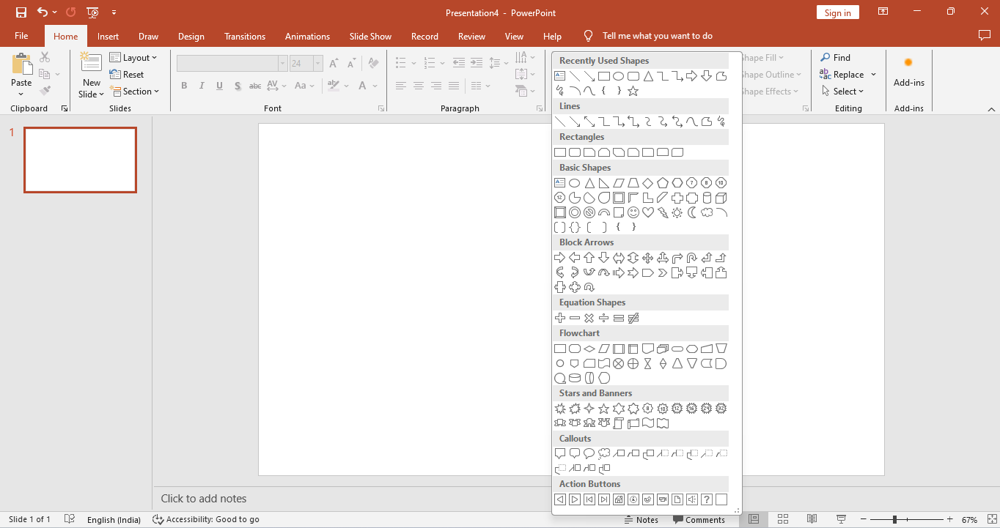 Presentation4 - PowerPoint
Sign in
File Home Insert Draw Design Transitions Animations Slide Show Record Review View Help Tell me what you want to do
Paste
Clipboard
New Slide
Layout
Reset
Section
Slides
24
B I U S abc AV Aa
Font
Paragraph
Shape Fill
Shape Outline
Shape Effects
Find
Replace
Select
Editing
Add-ins
Add-ins
Recently Used Shapes
Lines
Rectangles
Basic Shapes
7 8 10
12
Block Arrows
Equation Shapes
Flowchart
Stars and Banners
8 10 12 16 24 32
Callouts
Action Buttons
1
Click to add notes
Slide 1 of 1 English (India) Accessibility: Good to go Notes Comments 67%